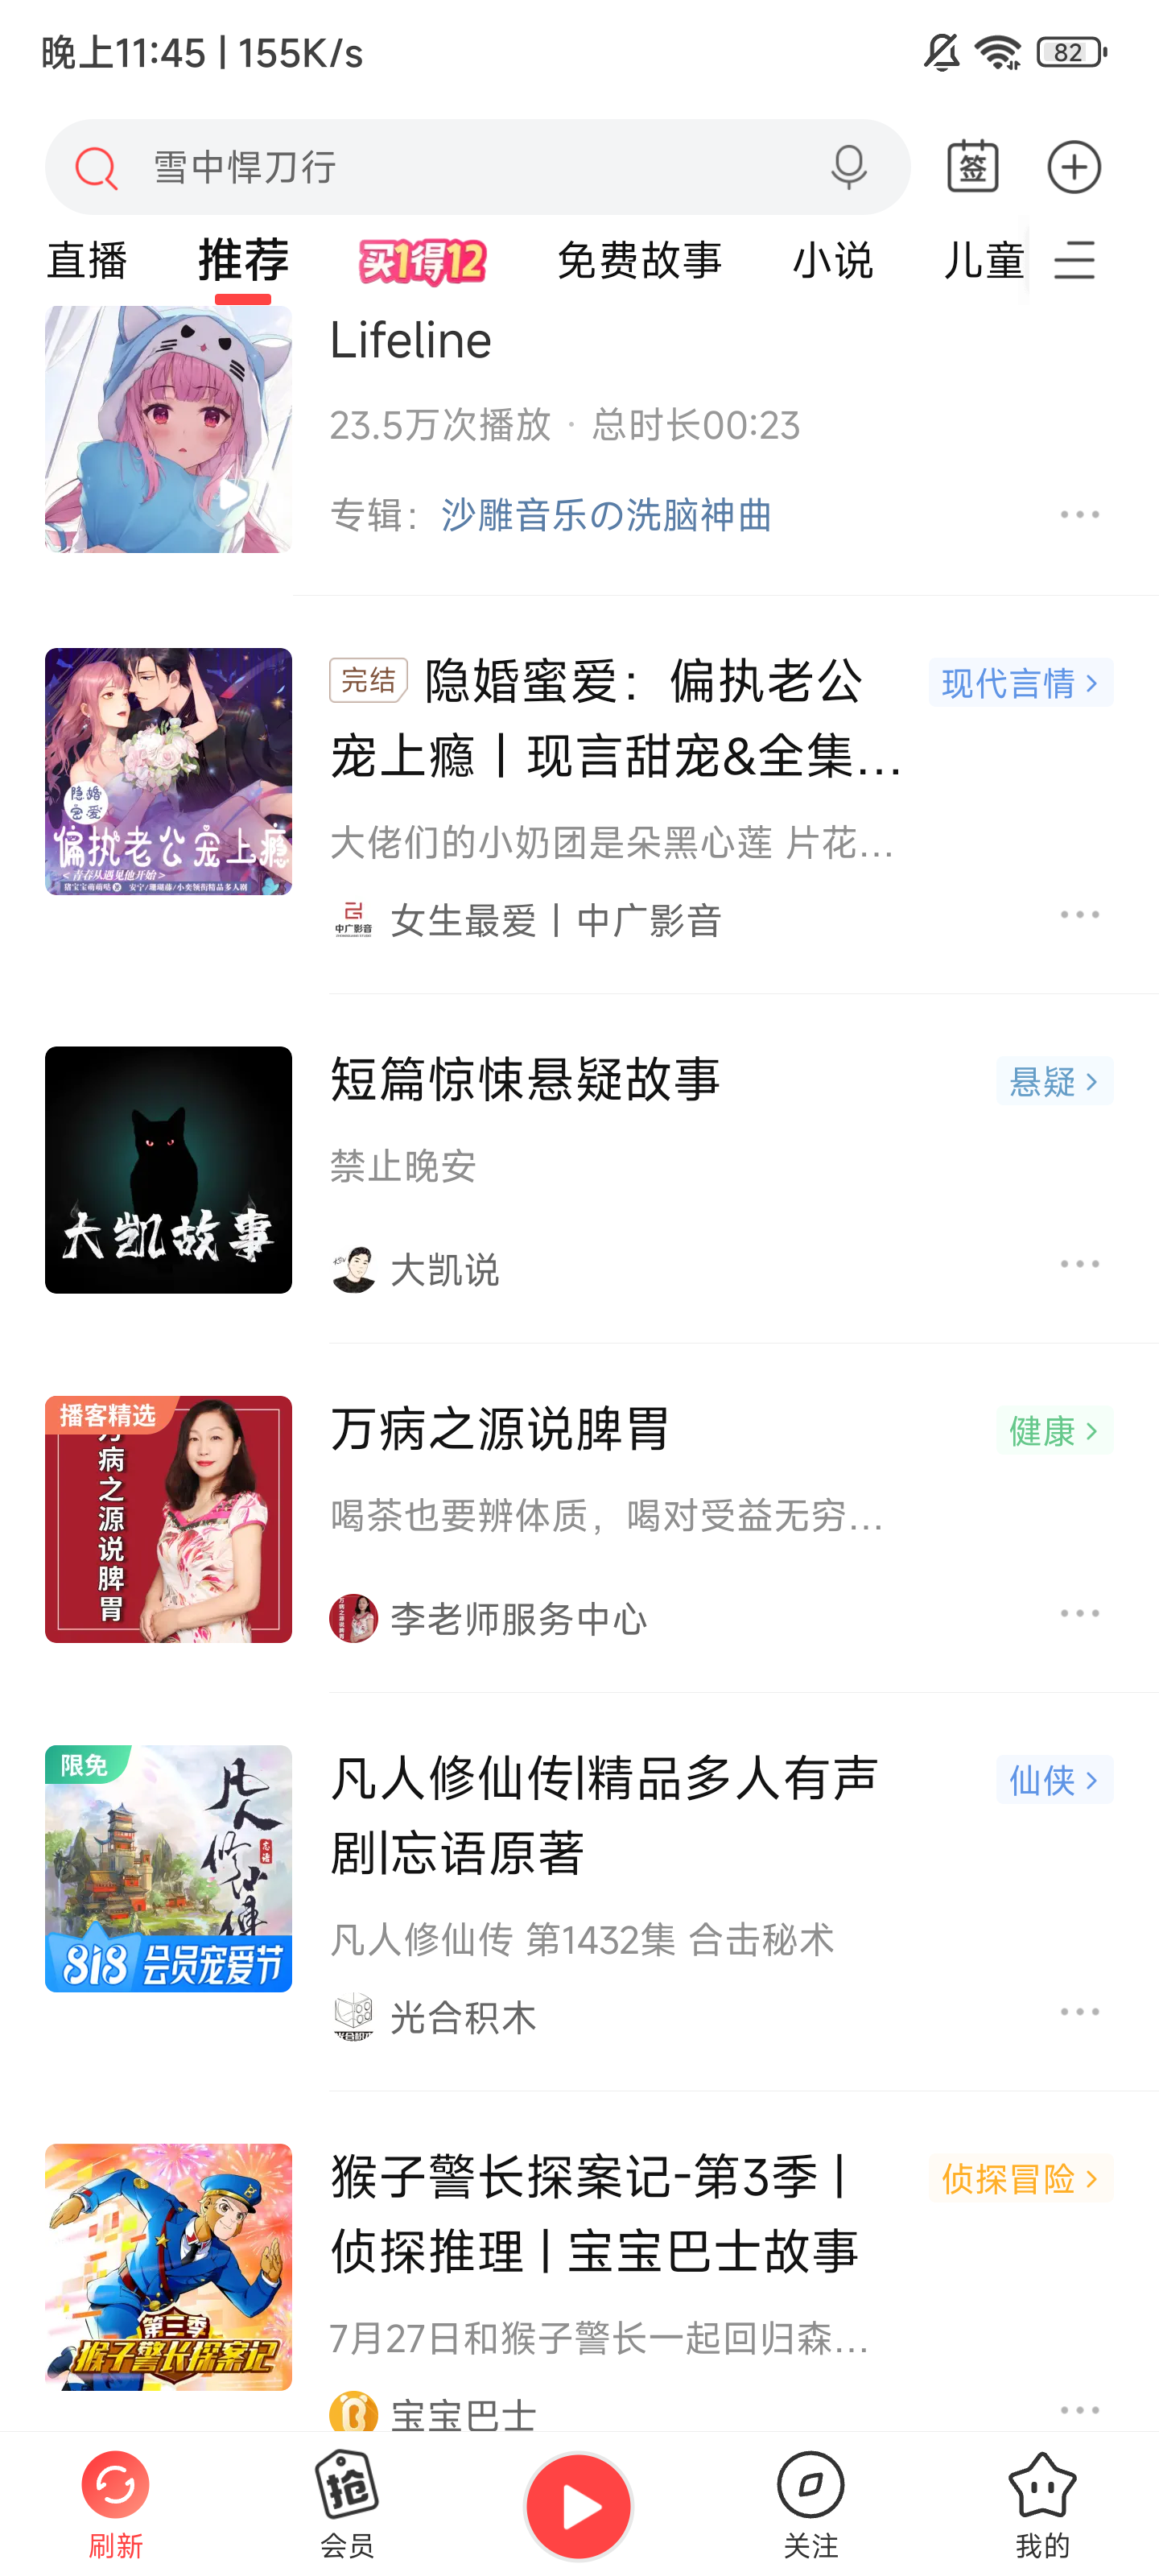 晚上11:45 | 155K/s
82
雪中悍刀行
签
直播 推荐 买1得12 免费故事 小说 儿童
Lifeline
23.5万次播放 · 总时长00:23
专辑：沙雕音乐の洗脑神曲
隐婚
宠爱
偏执老公宠上瘾
<青春从遇见他开始>
完结 隐婚蜜爱：偏执老公
现代言情
宠上瘾丨现言甜宠&全集...
大佬们的小奶团是朵黑心莲 片花...
中广影音
女生最爱丨中广影音
大凯故事
短篇惊悚悬疑故事
悬疑
禁止晚安
大凯说
播客精选
万病之源说脾胃
万病之源说脾胃
健康
喝茶也要辨体质，喝对受益无穷...
李老师服务中心
限免
凡人修仙传
忘语
818 会员宠爱节
凡人修仙传|精品多人有声
仙侠
剧|忘语原著
凡人修仙传 第1432集 合击秘术
光合积木
第三季
猴子警长探案记
猴子警长探案记-第3季 |
侦探冒险
侦探推理 | 宝宝巴士故事
7月27日和猴子警长一起回归森...
宝宝巴士
抢
刷新 会员 关注 我的